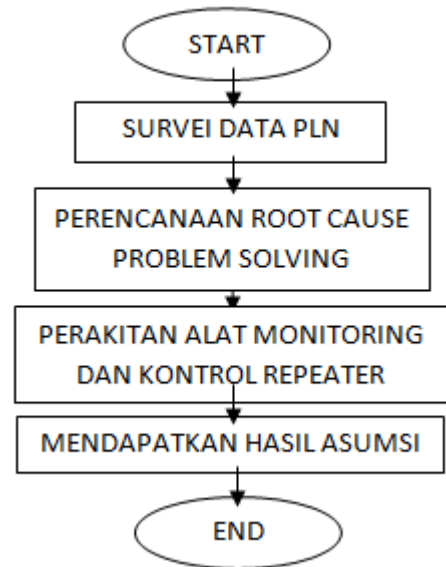 START
SURVEI DATA PLN
PERENCANAAN ROOT CAUSE
PROBLEM SOLVING
PERAKITAN ALAT MONITORING
DAN KONTROL REPEATER
MENDAPATKAN HASIL ASUMSI
END